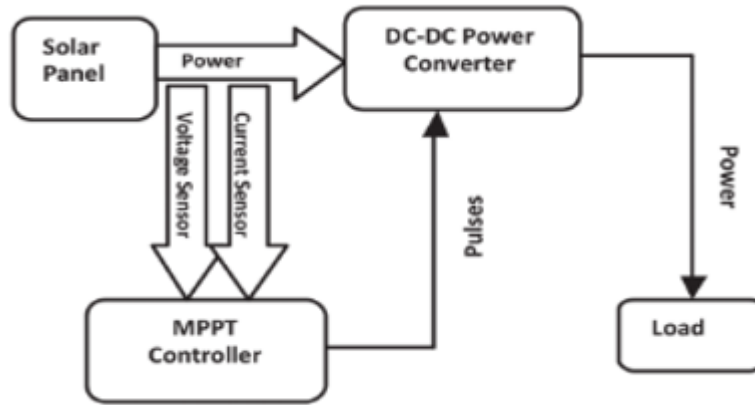 Solar
Panel
Power
DC-DC Power
Converter
Voltage Sensor
Current Sensor
Pulses
Power
MPPT
Controller
Load